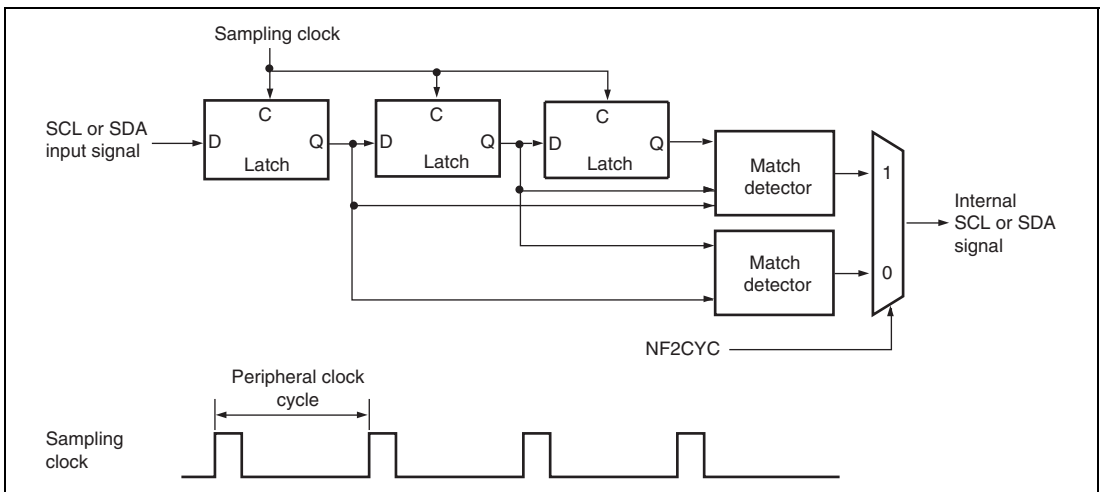 Sampling clock
SCL or SDA
input signal
D
C
Q
Latch
D
C
Q
Latch
D
C
Q
Latch
Match
detector
Match
detector
1
0
Internal
SCL or SDA
signal
NF2CYC
Peripheral clock
cycle
Sampling
clock